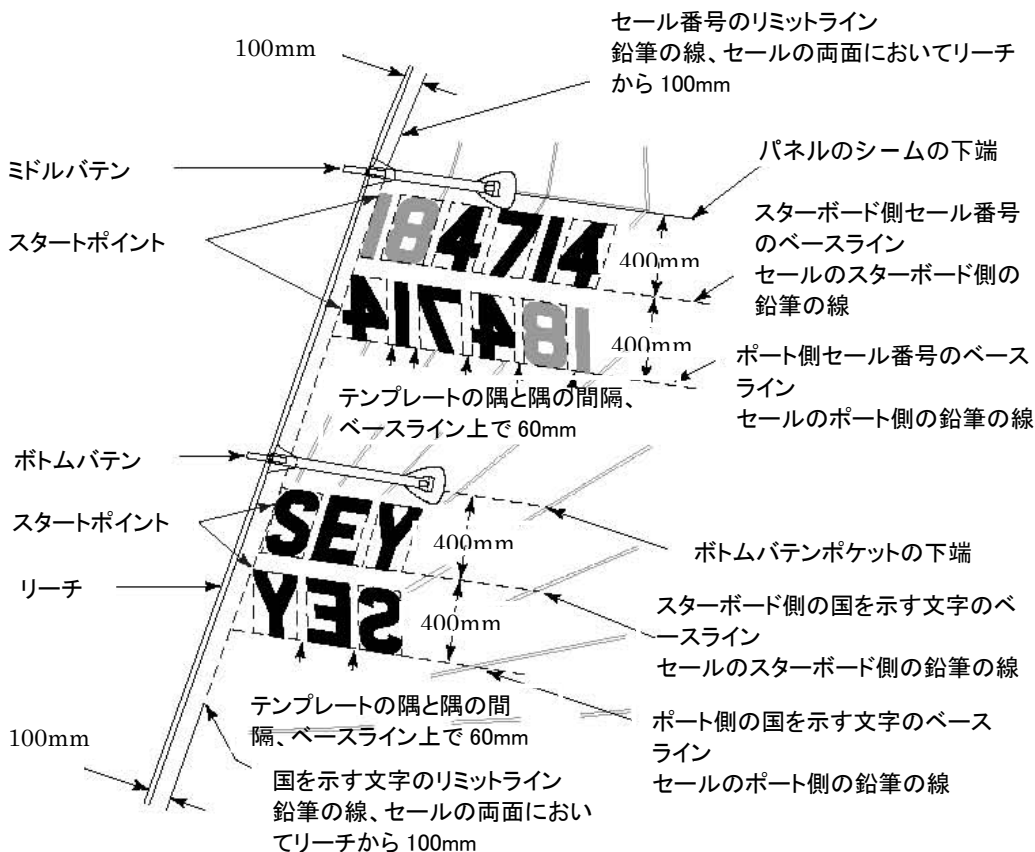 セール番号のリミットライン
鉛筆の線、セールの両面においてリーチ
から 100mm
100mm
ミドルバテン
パネルのシームの下端
スタートポイント
184714
400mm
スターボード側セール番号
のベースライン
セールのスターボード側の
鉛筆の線
184714
400mm
ポート側セール番号のベース
ライン
セールのポート側の鉛筆の線
テンプレートの隅と隅の間隔、
ベースライン上で 60mm
ボトムバテン
スタートポイント
SEY
400mm
ボトムバテンポケットの下端
リーチ
SEY
400mm
スターボード側の国を示す文字のベ
ースライン
セールのスターボード側の鉛筆の線
テンプレートの隅と隅の間
隔、ベースライン上で 60mm
ポート側の国を示す文字のベース
ライン
セールのポート側の鉛筆の線
100mm
国を示す文字のリミットライン
鉛筆の線、セールの両面におい
てリーチから 100mm